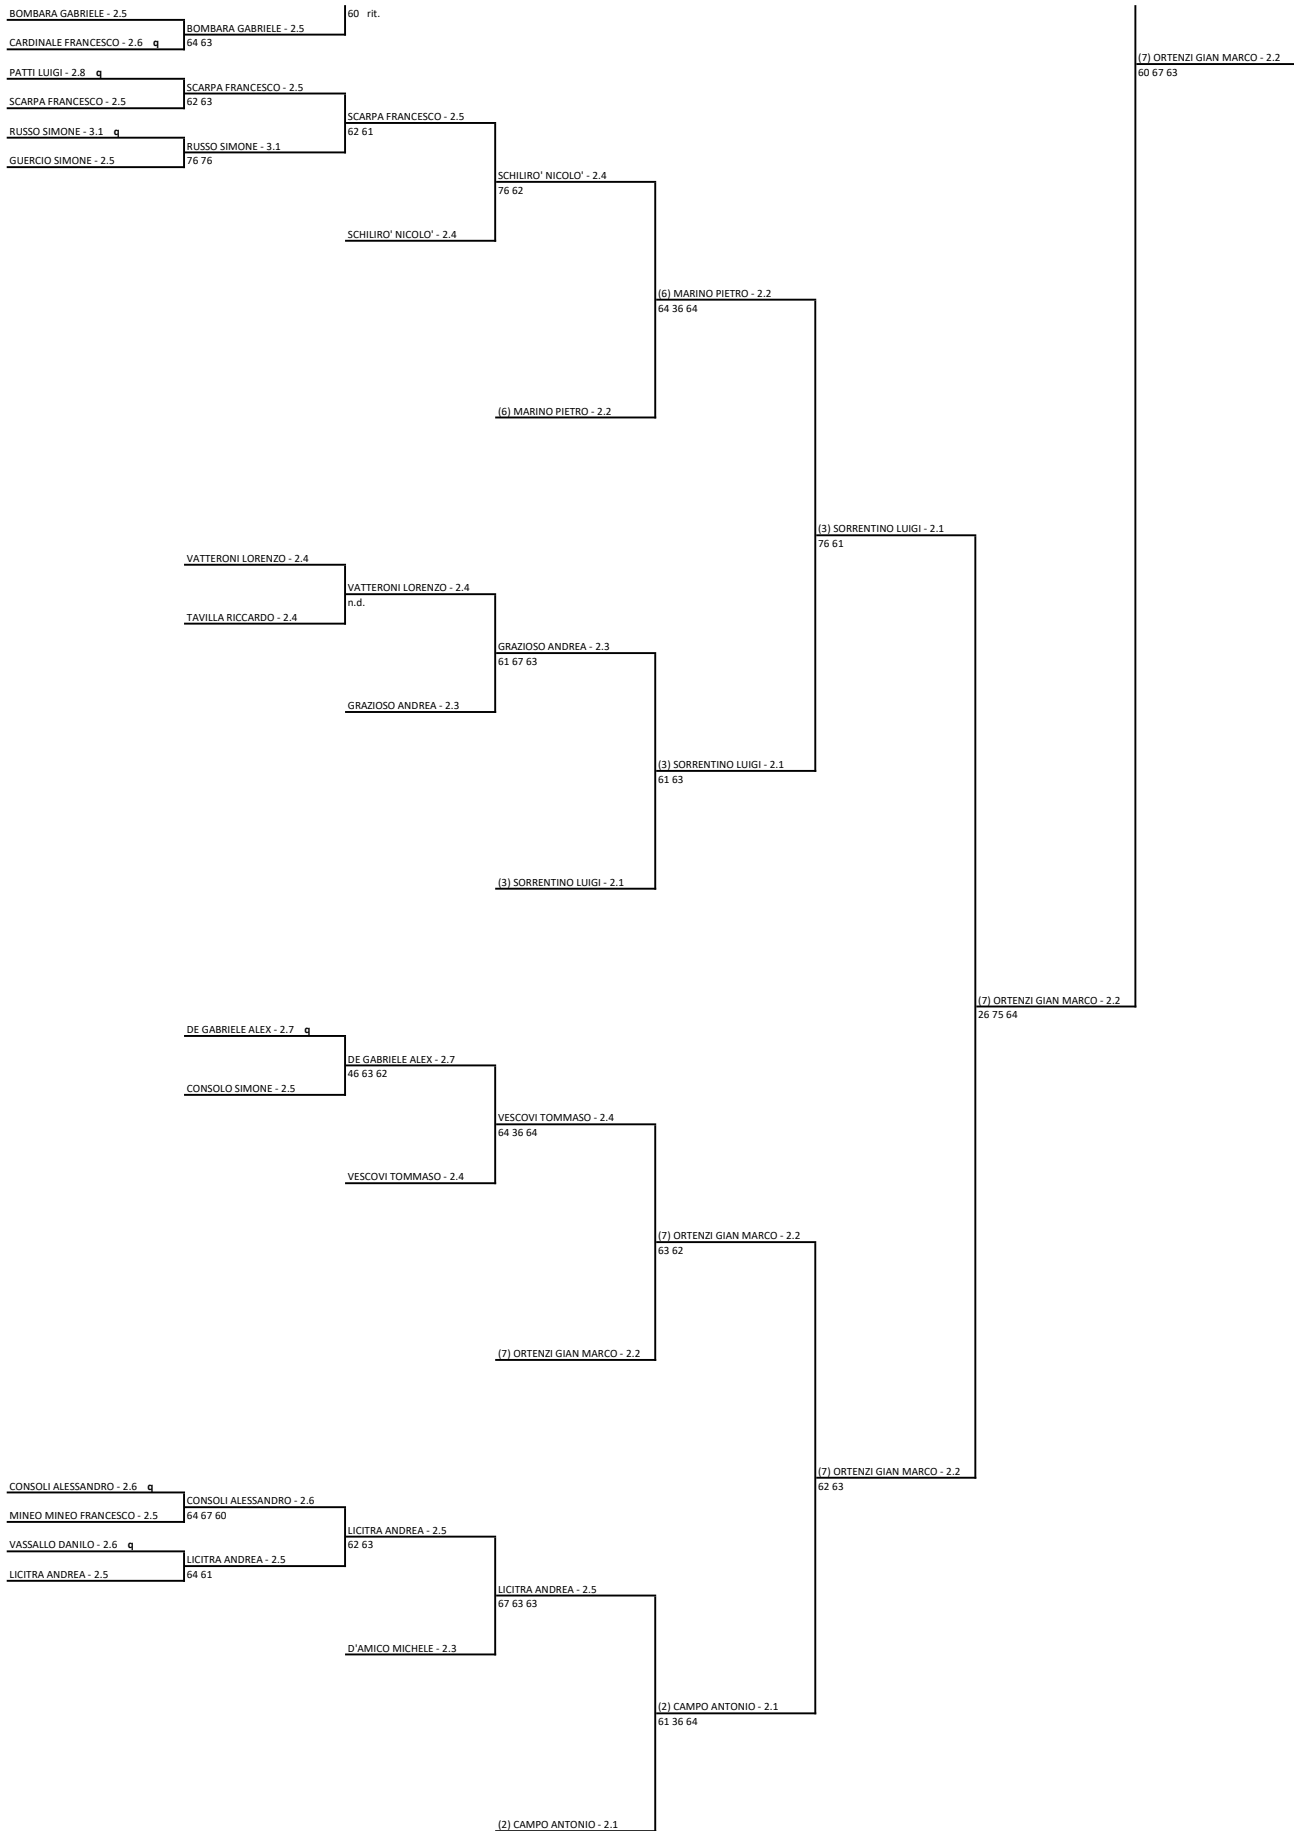 BOMBARA GABRIELE - 2.5
60 rit.
BOMBARA GABRIELE - 2.5
CARDINALE FRANCESCO - 2.6 q
64 63
(7) ORTENZI GIAN MARCO - 2.2
60 67 63
PATTI LUIGI - 2.8 q
SCARPA FRANCESCO - 2.5
SCARPA FRANCESCO - 2.5
62 63
SCARPA FRANCESCO - 2.5
62 61
RUSSO SIMONE - 3.1 q
RUSSO SIMONE - 3.1
GUERCIO SIMONE - 2.5
76 76
SCHILIRO' NICOLO' - 2.4
76 62
SCHILIRO' NICOLO' - 2.4
(6) MARINO PIETRO - 2.2
64 36 64
(6) MARINO PIETRO - 2.2
(3) SORRENTINO LUIGI - 2.1
76 61
VATTERONI LORENZO - 2.4
VATTERONI LORENZO - 2.4
n.d.
TAVILLA RICCARDO - 2.4
GRAZIOSO ANDREA - 2.3
61 67 63
GRAZIOSO ANDREA - 2.3
(3) SORRENTINO LUIGI - 2.1
61 63
(3) SORRENTINO LUIGI - 2.1
(7) ORTENZI GIAN MARCO - 2.2
26 75 64
DE GABRIELE ALEX - 2.7 q
DE GABRIELE ALEX - 2.7
46 63 62
CONSOLO SIMONE - 2.5
VESCOVI TOMMASO - 2.4
64 36 64
VESCOVI TOMMASO - 2.4
(7) ORTENZI GIAN MARCO - 2.2
63 62
(7) ORTENZI GIAN MARCO - 2.2
(7) ORTENZI GIAN MARCO - 2.2
62 63
CONSOLI ALESSANDRO - 2.6 q
CONSOLI ALESSANDRO - 2.6
MINEO MINEO FRANCESCO - 2.5
64 67 60
LICITRA ANDREA - 2.5
62 63
VASSALLO DANILO - 2.6 q
LICITRA ANDREA - 2.5
LICITRA ANDREA - 2.5
64 61
LICITRA ANDREA - 2.5
67 63 63
D'AMICO MICHELE - 2.3
(2) CAMPO ANTONIO - 2.1
61 36 64
(2) CAMPO ANTONIO - 2.1